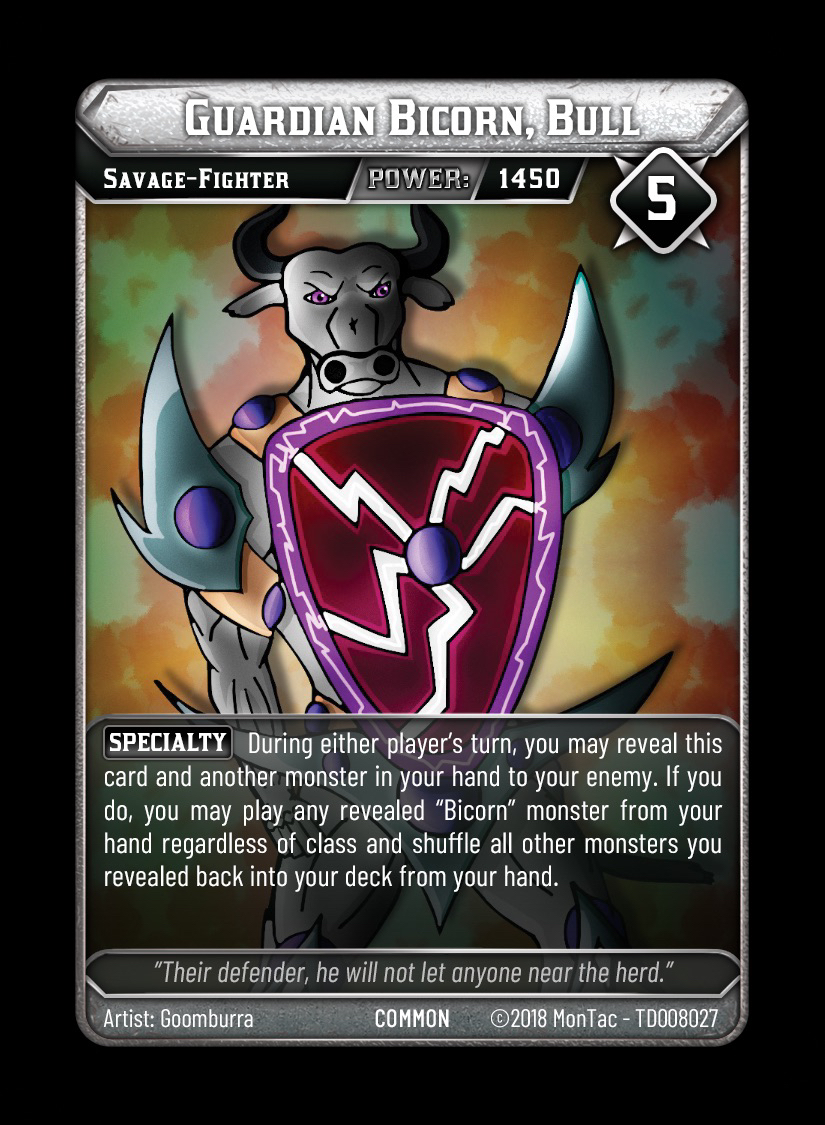 Guardian Bicorn, Bull
Savage-Fighter POWER: 1450
5
SPECIALTY During either player's turn, you may reveal this
card and another monster in your hand to your enemy. If you
do, you may play any revealed “Bicorn” monster from your
hand regardless of class and shuffle all other monsters you
revealed back into your deck from your hand.
"Their defender, he will not let anyone near the herd."
Artist: Goomburra COMMON ©2018 MonTac - TD008027